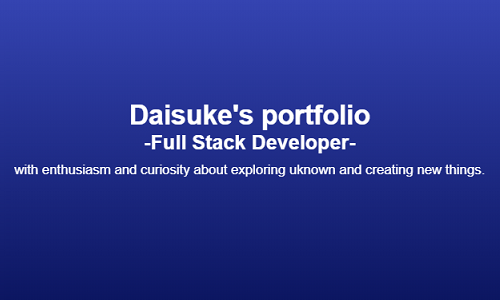 Daisuke's portfolio
-Full Stack Developer-
with enthusiasm and curiosity about exploring uknown and creating new things.